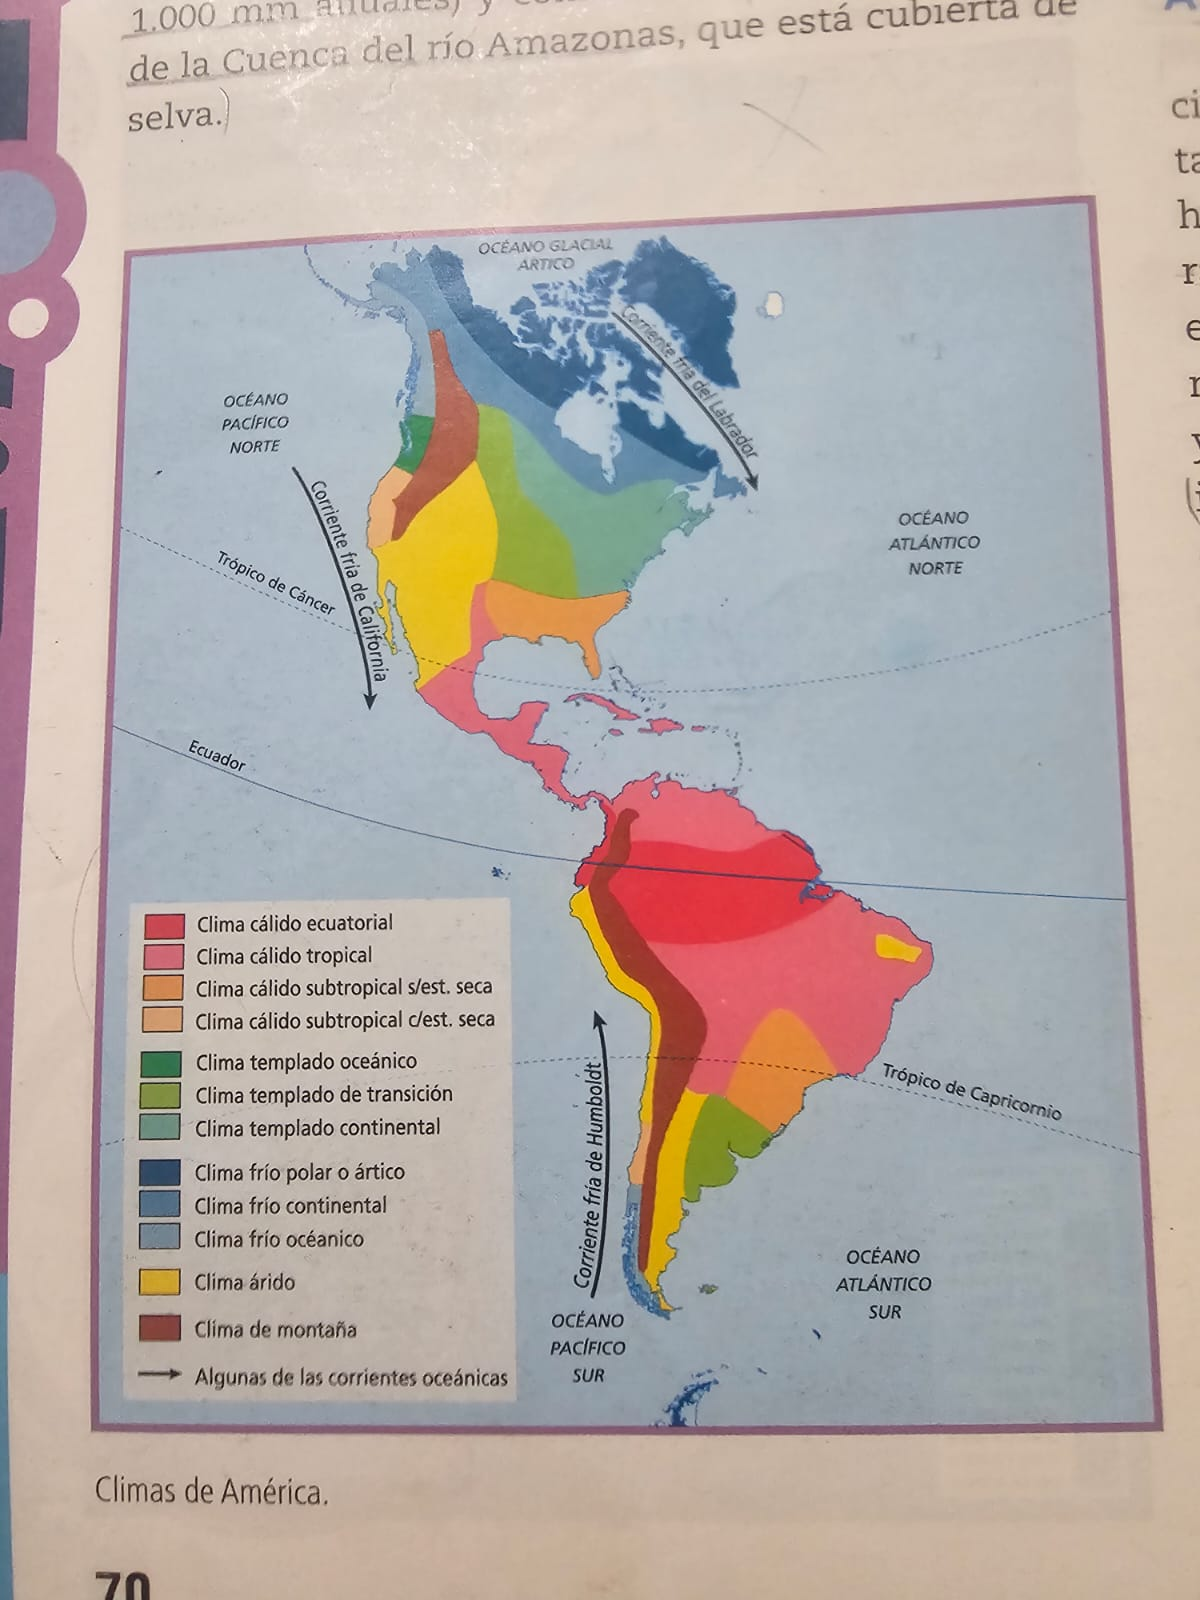 1.000 mm anuales) y
de la Cuenca del río Amazonas, que está cubierta de
selva.)
OCÉANO GLACIAL
ÁRTICO
Corriente fría del Labrador
OCÉANO
PACÍFICO
NORTE
Corriente fría de California
OCÉANO
ATLÁNTICO
NORTE
Trópico de Cáncer
Ecuador
Clima cálido ecuatorial
Clima cálido tropical
Clima cálido subtropical s/est. seca
Clima cálido subtropical c/est. seca
Clima templado oceánico
Clima templado de transición
Clima templado continental
Clima frío polar o ártico
Clima frío continental
Clima frío océanico
Clima árido
Clima de montaña
Algunas de las corrientes oceánicas
Corriente fría de Humboldt
Trópico de Capricornio
OCÉANO
PACÍFICO
SUR
OCÉANO
ATLÁNTICO
SUR
Climas de América.
70